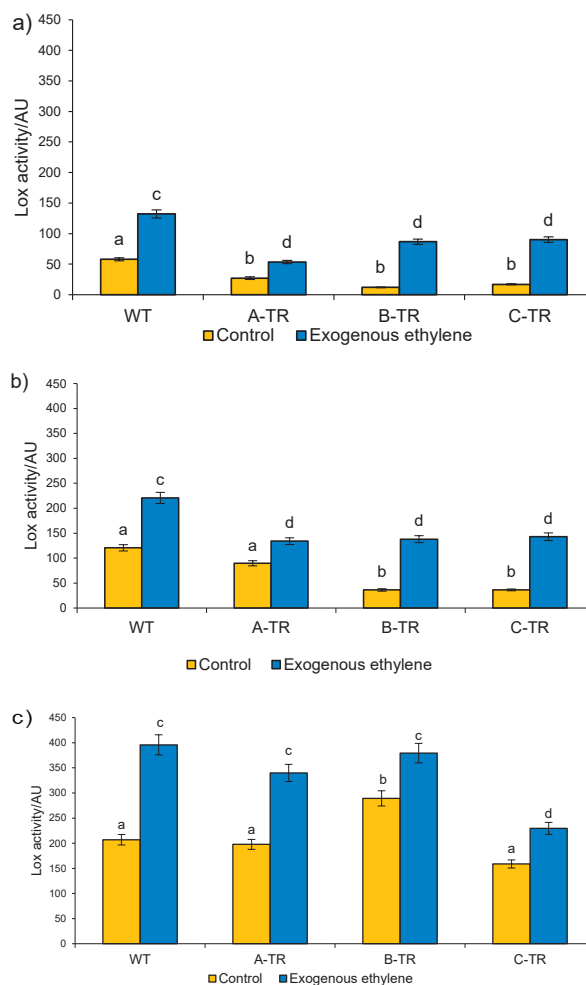 a)
Lox activity/AU
450
400
350
300
250
200
150
100
50
0
a c b d b d b d
WT A-TR B-TR C-TR
Control Exogenous ethylene
b)
Lox activity/AU
450
400
350
300
250
200
150
100
50
0
a c a d b d b d
WT A-TR B-TR C-TR
Control Exogenous ethylene
c)
Lox activity/AU
450
400
350
300
250
200
150
100
50
0
a c a c b c a d
WT A-TR B-TR C-TR
Control Exogenous ethylene